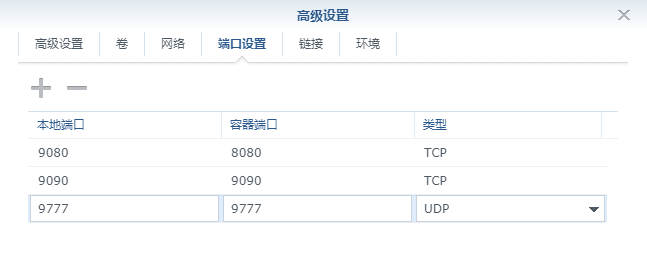 高级设置
高级设置 卷 网络 端口设置 链接 环境
本地端口 容器端口 类型
9080 8080 TCP
9090 9090 TCP
9777 9777 UDP